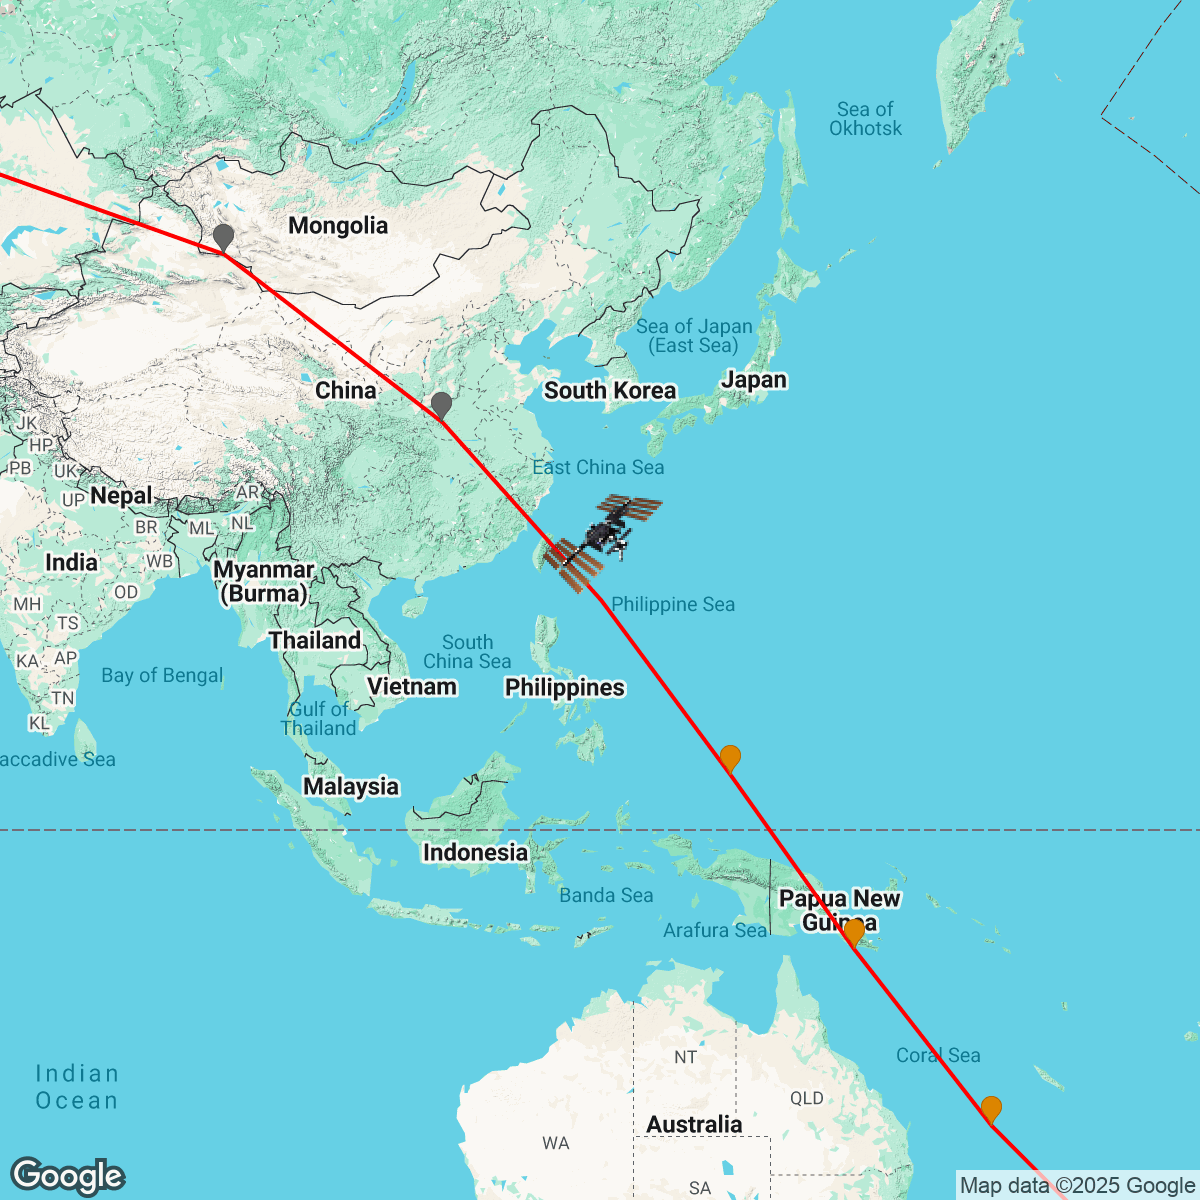 Sea of
Okhotsk
Mongolia
Sea of Japan
(East Sea)
China
South Korea
Japan
JK
HP
PB
UK
East China Sea
Nepal
AR
UP
BR
ML
NL
India
WB
Myanmar
(Burma)
OD
MH
TS
Philippine Sea
Thailand
South
China Sea
KA
AP
Bay of Bengal
Vietnam
Philippines
TN
KL
Gulf of
Thailand
accadive Sea
Malaysia
Indonesia
Banda Sea
Papua New
Guinea
Arafura Sea
Coral Sea
NT
Indian
Ocean
QLD
Australia
WA
SA
Google
Map data ©2025 Google